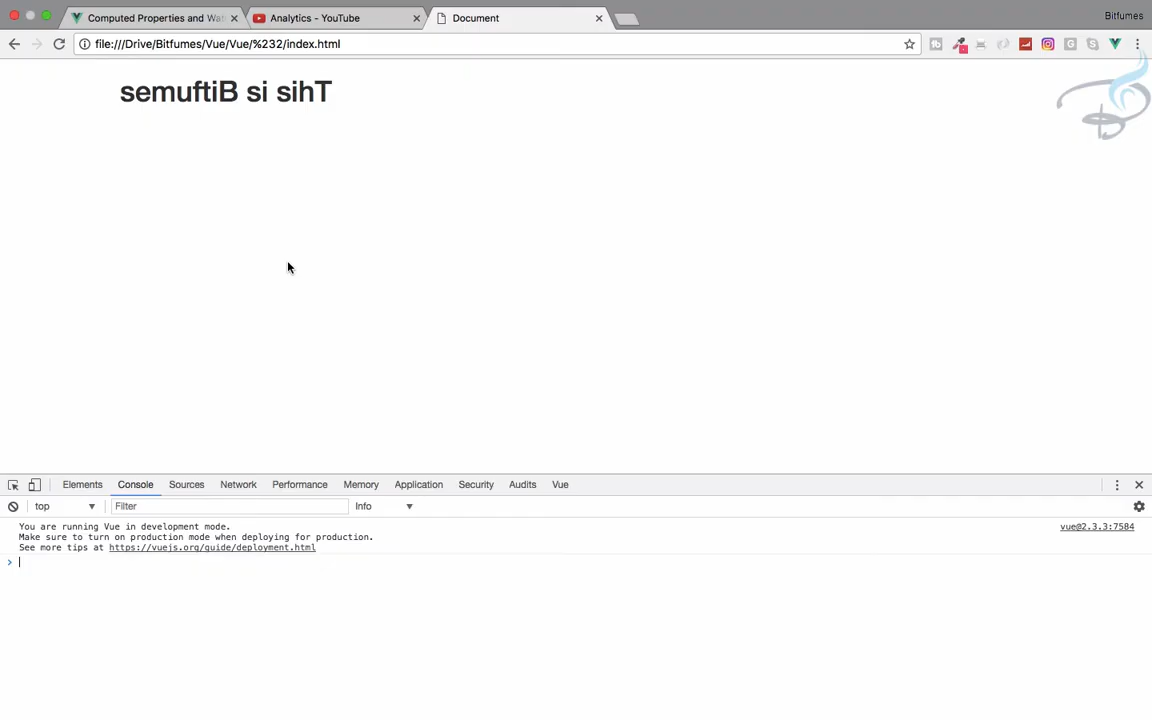 Computed Properties and Wat
Analytics - YouTube
Document
Bitfumes
file:///Drive/Bitfumes/Vue/Vue/%232/index.html
semuftiB si sihT
Elements
Console
Sources
Network
Performance
Memory
Application
Security
Audits
Vue
top
Filter
Info
You are running Vue in development mode.
vue@2.3.3:7584
Make sure to turn on production mode when deploying for production.
See more tips at https://vuejs.org/guide/deployment.html